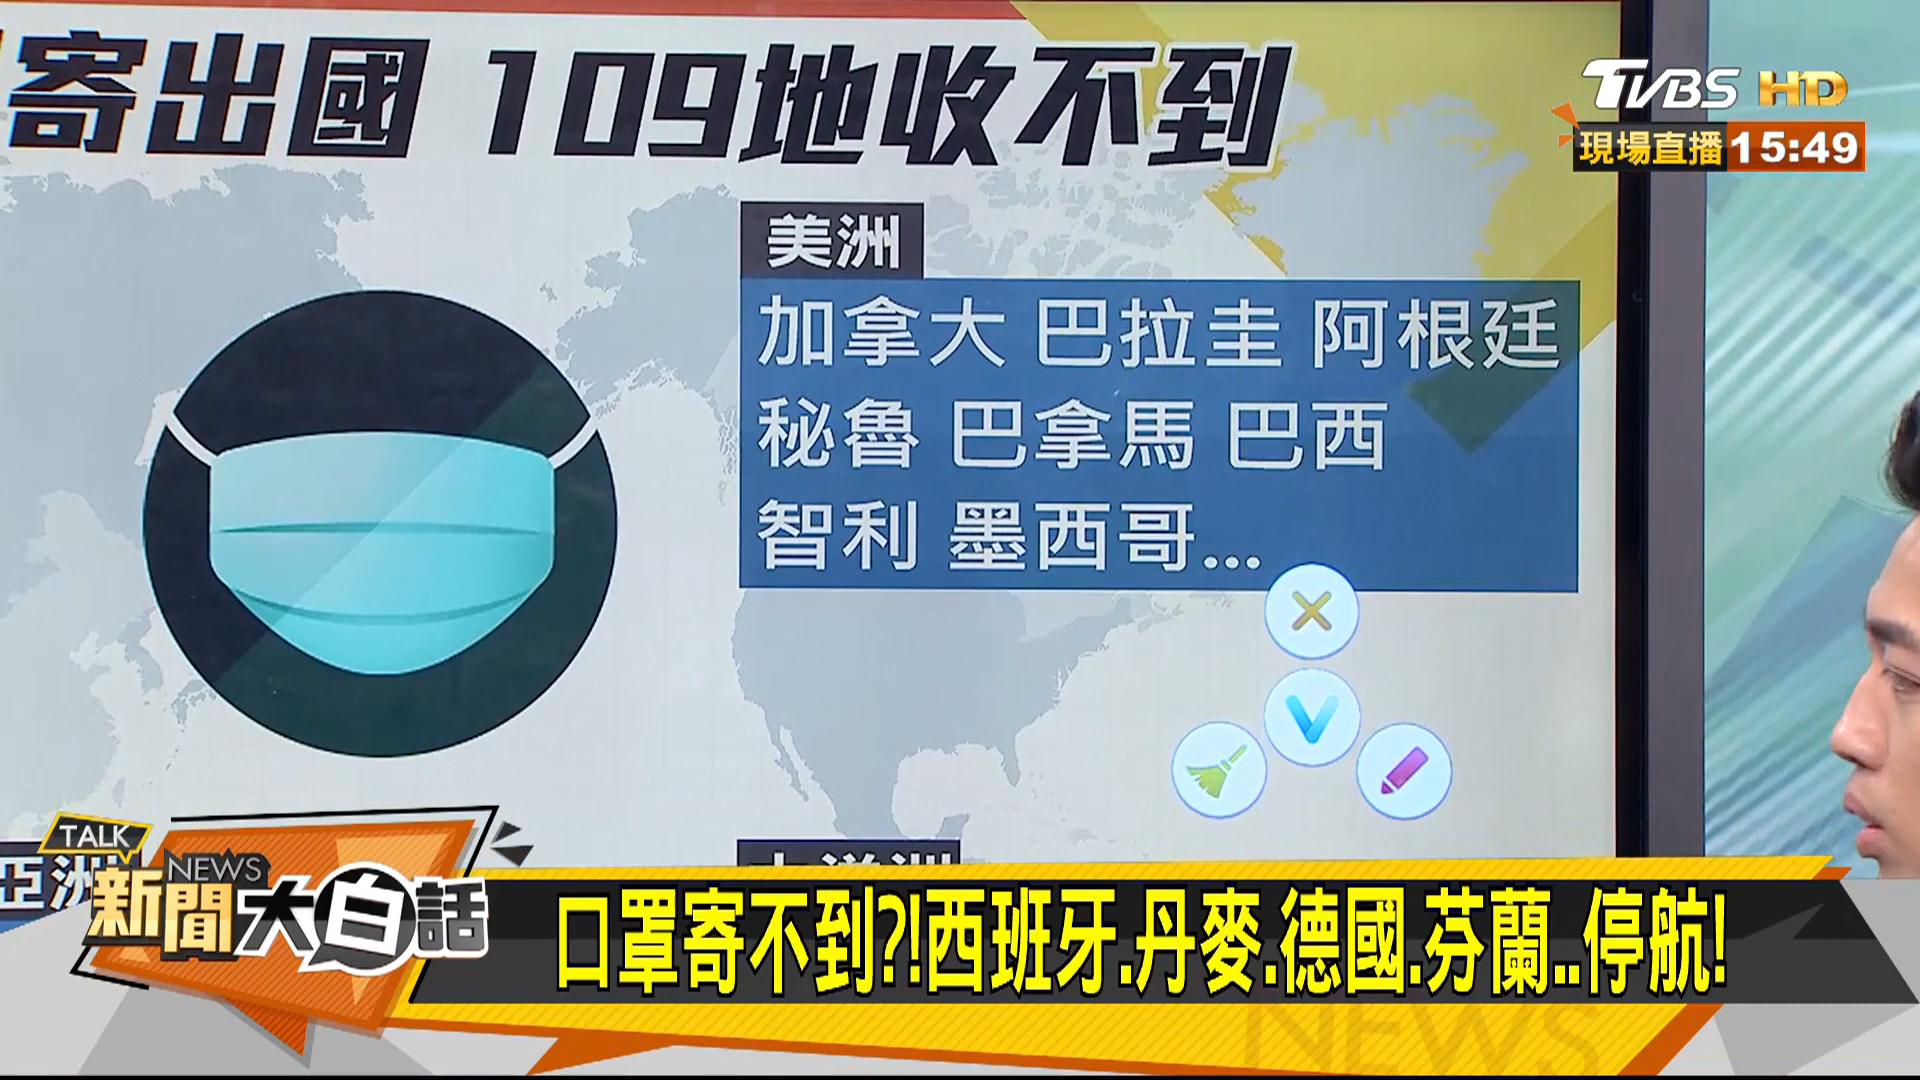 寄出國 109地收不到
TVBS HD
現場直播 15:49
美洲
加拿大 巴拉圭 阿根廷
秘魯 巴拿馬 巴西
智利 墨西哥...
亞洲
TALK
NEWS
新聞大白話
口罩寄不到?!西班牙.丹麥.德國.芬蘭..停航!
NEWS